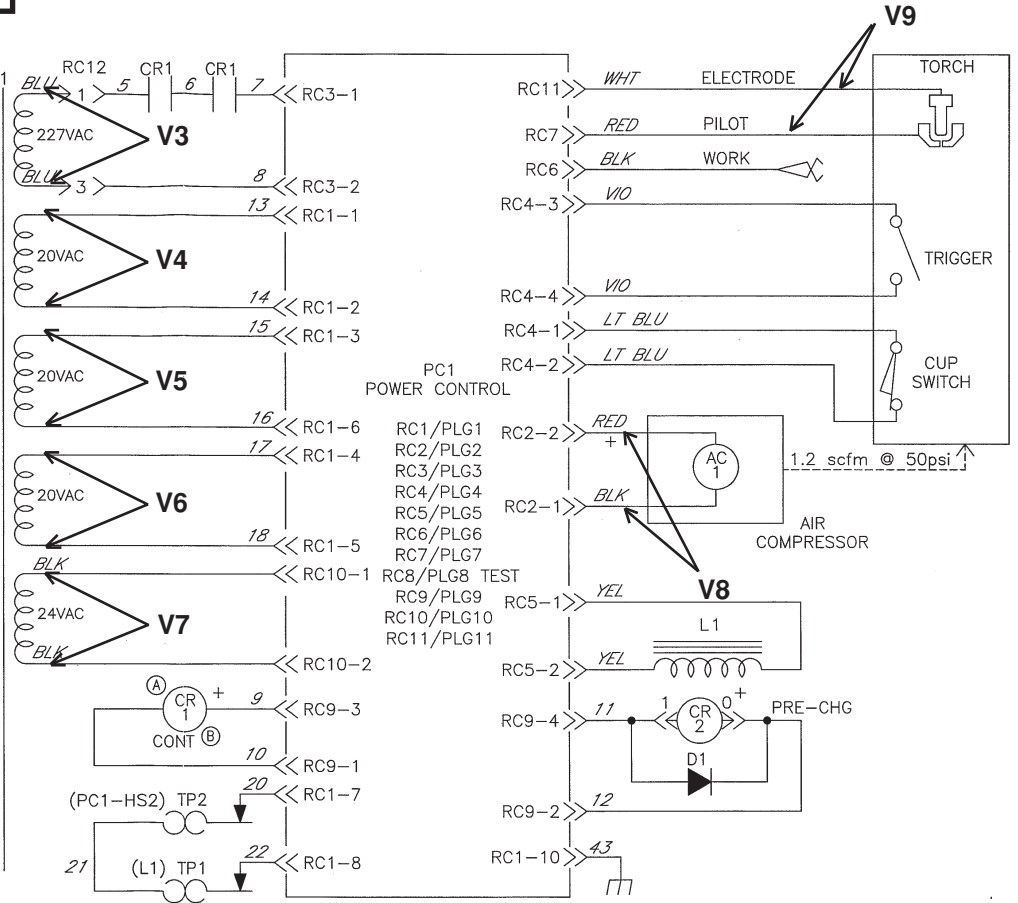 V9
1
BLU
RC12
1
5
CR1
6
CR1
7
RC3-1
227VAC
V3
BLU
3
8
RC3-2
13
RC1-1
20VAC
V4
14
RC1-2
15
RC1-3
20VAC
V5
16
RC1-6
17
RC1-4
20VAC
V6
18
RC1-5
BLK
RC10-1
24VAC
V7
BLK
RC10-2
A
CR
1
+
9
RC9-3
CONT
B
10
RC9-1
20
RC1-7
(PC1-HS2) TP2
21
22
RC1-8
(L1) TP1
PC1
POWER CONTROL
RC1/PLG1
RC2/PLG2
RC3/PLG3
RC4/PLG4
RC5/PLG5
RC6/PLG6
RC7/PLG7
RC8/PLG8 TEST
RC9/PLG9
RC10/PLG10
RC11/PLG11
RC11
WHT
ELECTRODE
TORCH
RC7
RED
PILOT
RC6
BLK
WORK
RC4-3
VIO
TRIGGER
RC4-4
VIO
RC4-1
LT BLU
RC4-2
LT BLU
CUP
SWITCH
RC2-2
RED
+
AC
1
1.2 scfm @ 50psi
RC2-1
BLK
AIR
COMPRESSOR
V8
RC5-1
YEL
L1
RC5-2
YEL
RC9-4
11
1
CR
2
0
+
PRE-CHG
D1
RC9-2
12
RC1-10
43